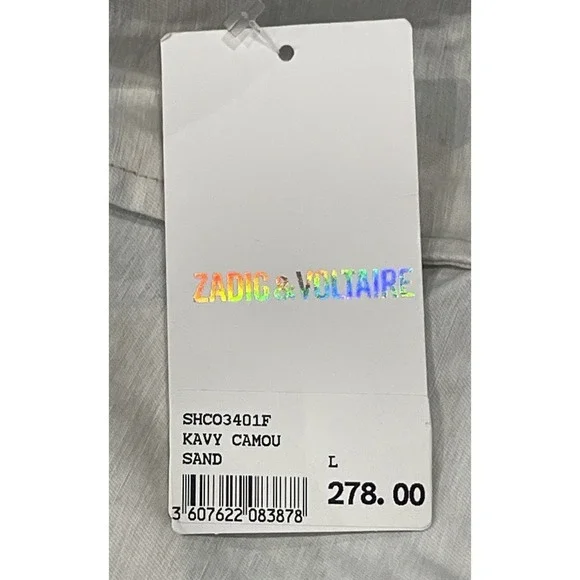 ZADIG & VOLTAIRE
SHCO3401F
KAVY CAMOU
SAND
L
278.00
3 607622 083878